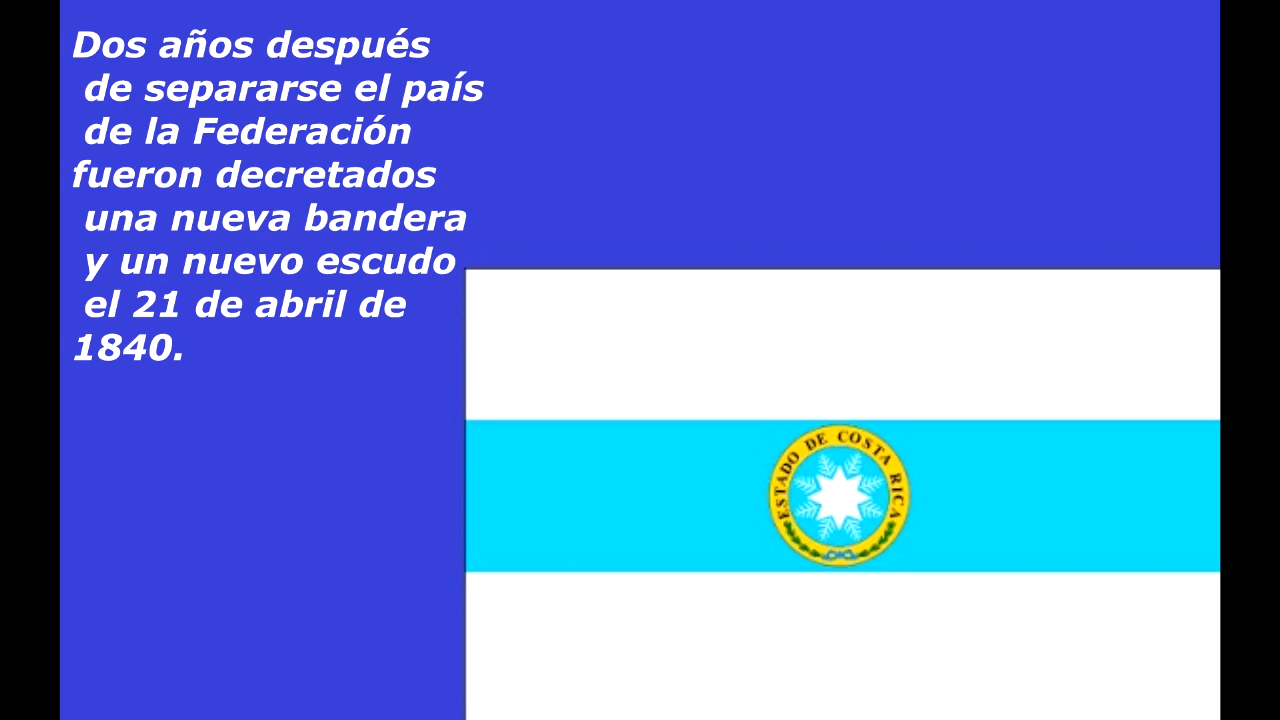 Dos años después
de separarse el país
de la Federación
fueron decretados
una nueva bandera
y un nuevo escudo
el 21 de abril de
1840.
ESTADO DE COSTA RICA